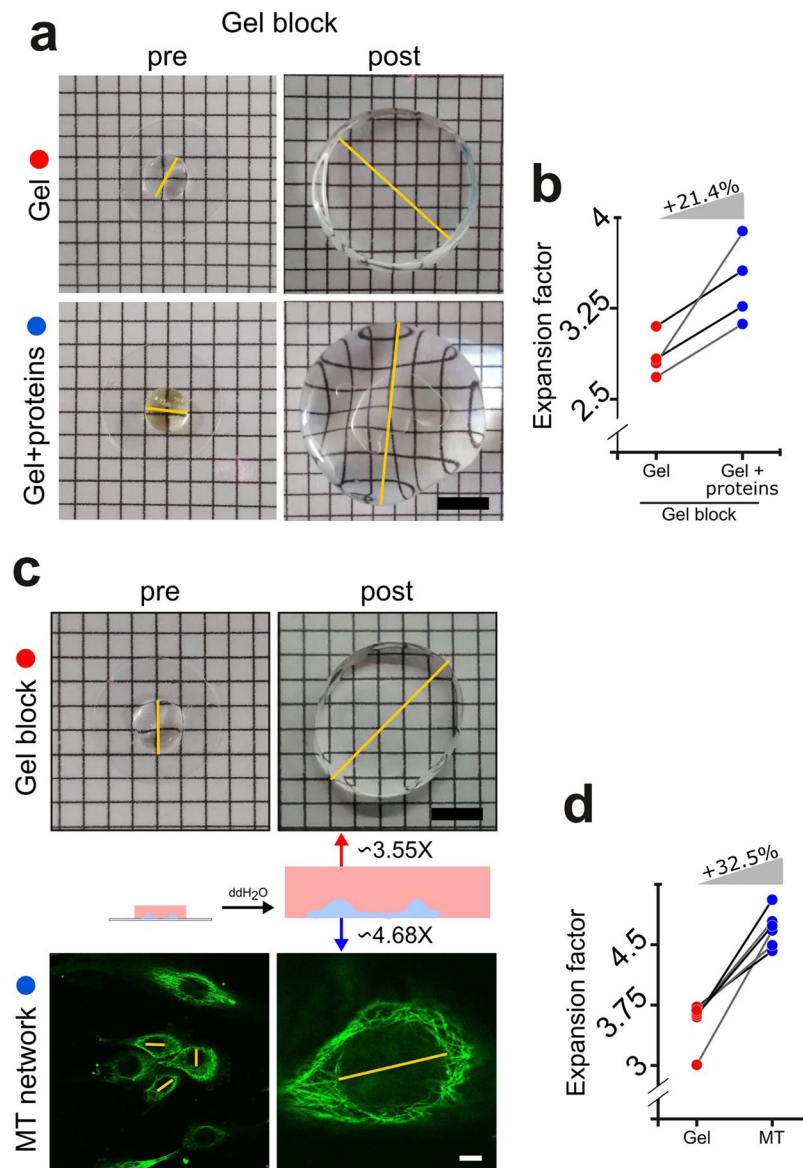 a
Gel block
pre
post
Gel
Gel+proteins
b
+21.4%
Expansion factor
4
3.25
2.5
Gel
Gel +
proteins
Gel block
c
pre
post
Gel block
~3.55X
ddH2O
~4.68X
MT network
d
+32.5%
Expansion factor
4.5
3.75
3
Gel
MT